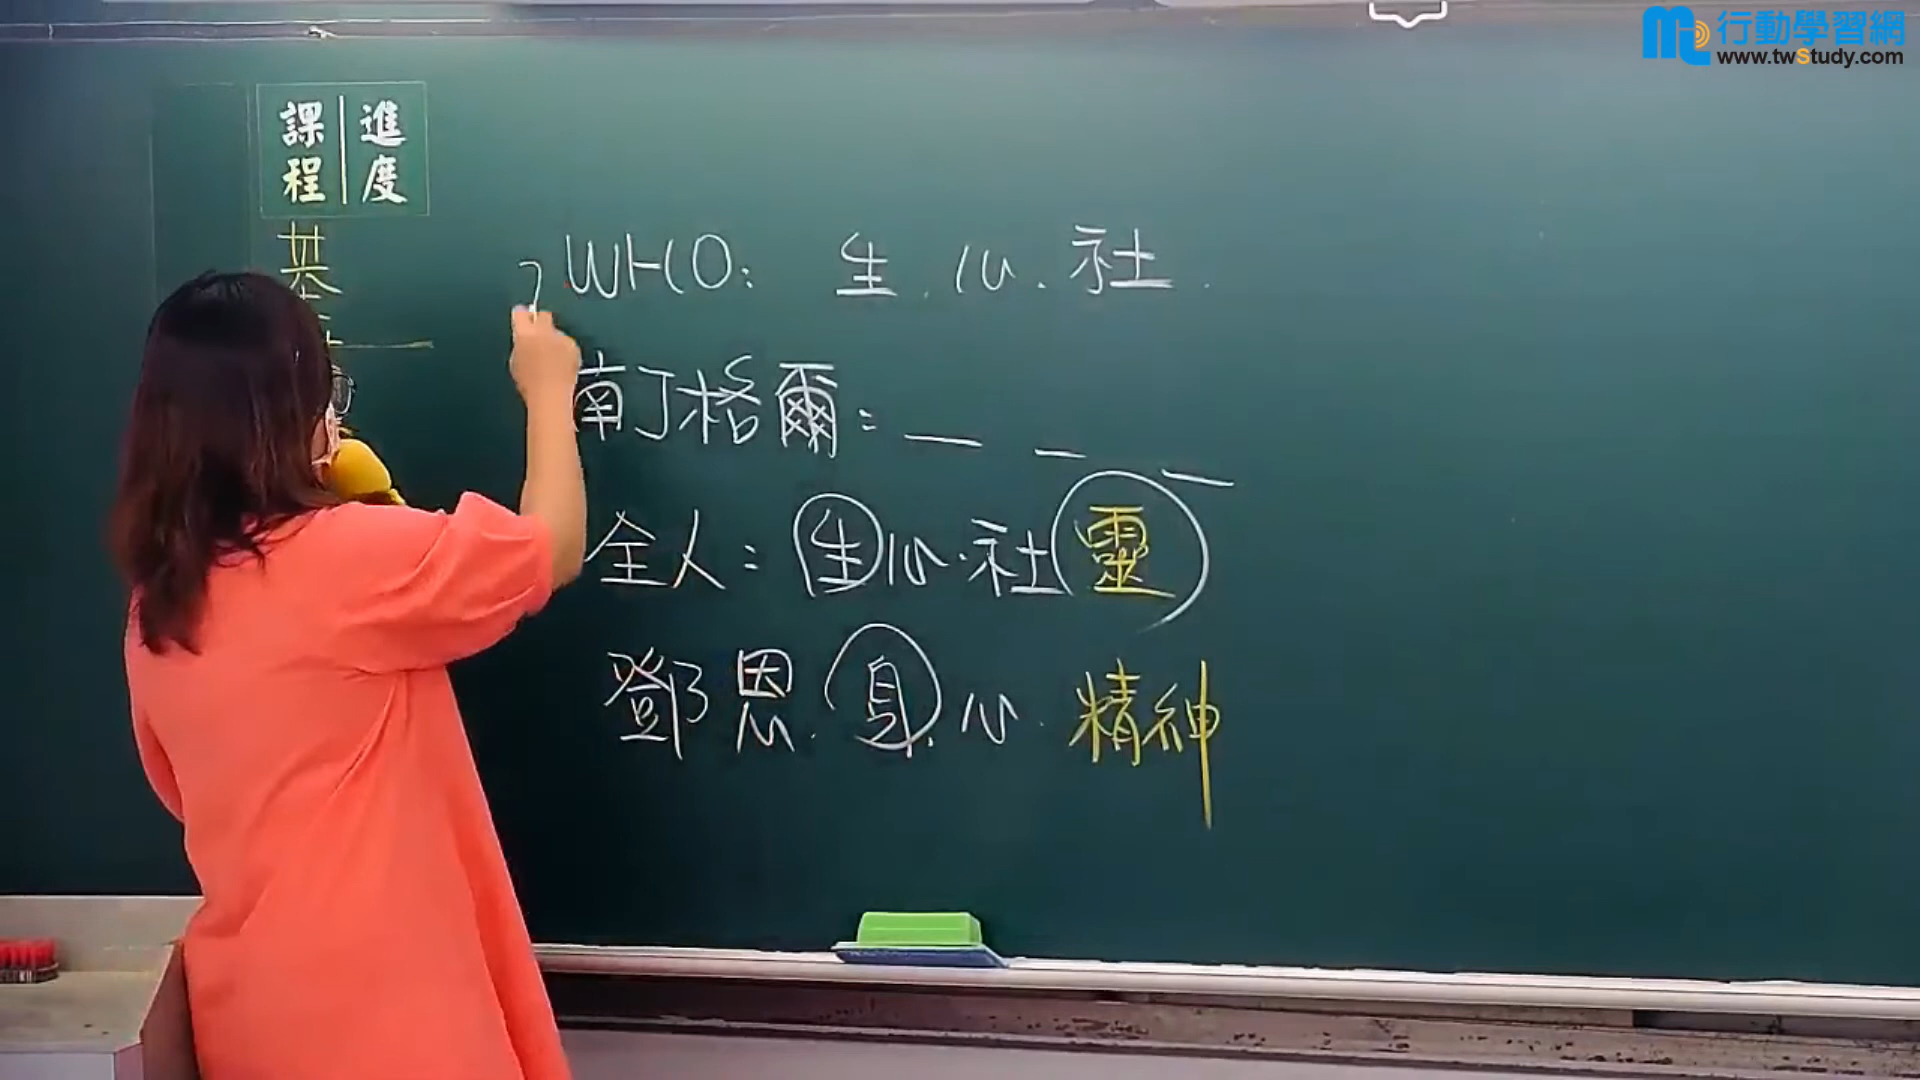 行動學習網
www.twStudy.com
課程 進度
基
WHO: 生.心.社.
南丁格爾: _ _ _
全人: 生心.社靈
鄧恩.身.心.精神